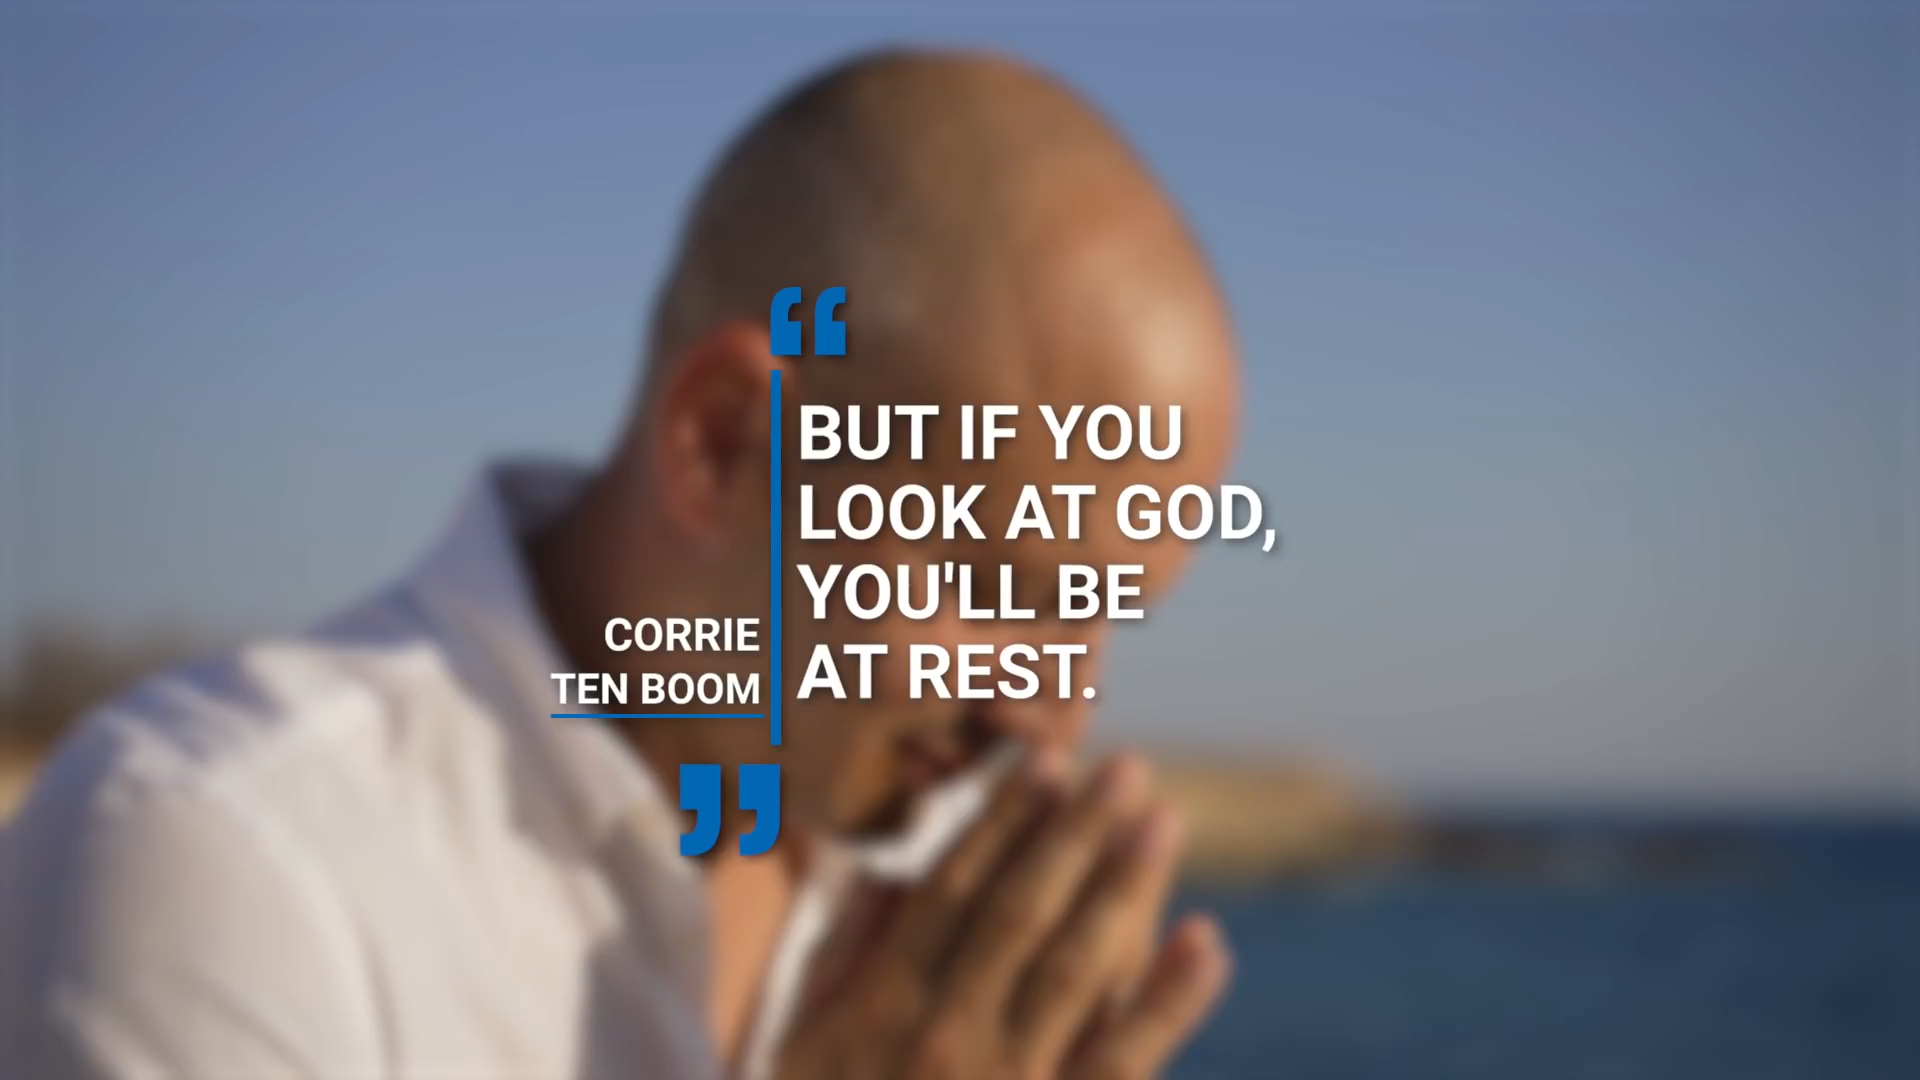 “
BUT IF YOU
LOOK AT GOD,
YOU'LL BE
AT REST.
CORRIE
TEN BOOM
”